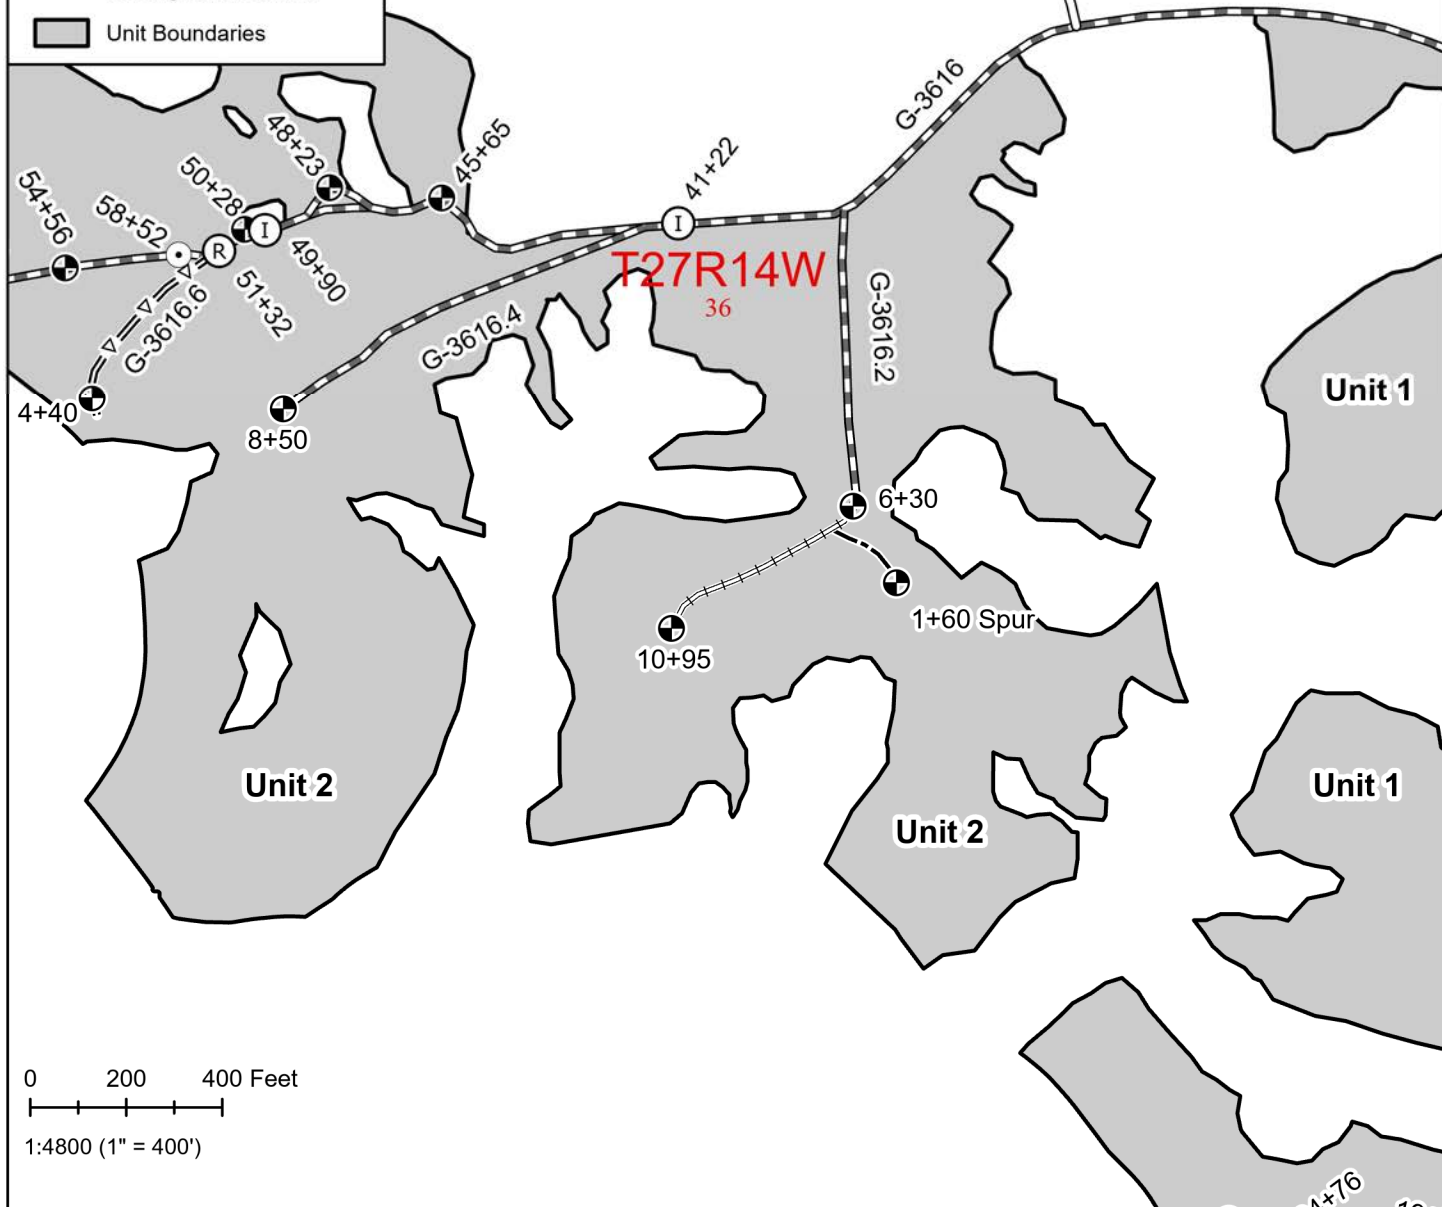 Unit Boundaries
G-3616
48+23
45+65
41+22
50+28
54+56
58+52
I
I
R
49+90
51+32
T27R14W
36
G-3616.6
G-3616.4
G-3616.2
Unit 1
4+40
8+50
6+30
1+60 Spur
10+95
Unit 2
Unit 1
Unit 2
0 200 400 Feet
1:4800 (1" = 400')
4+76